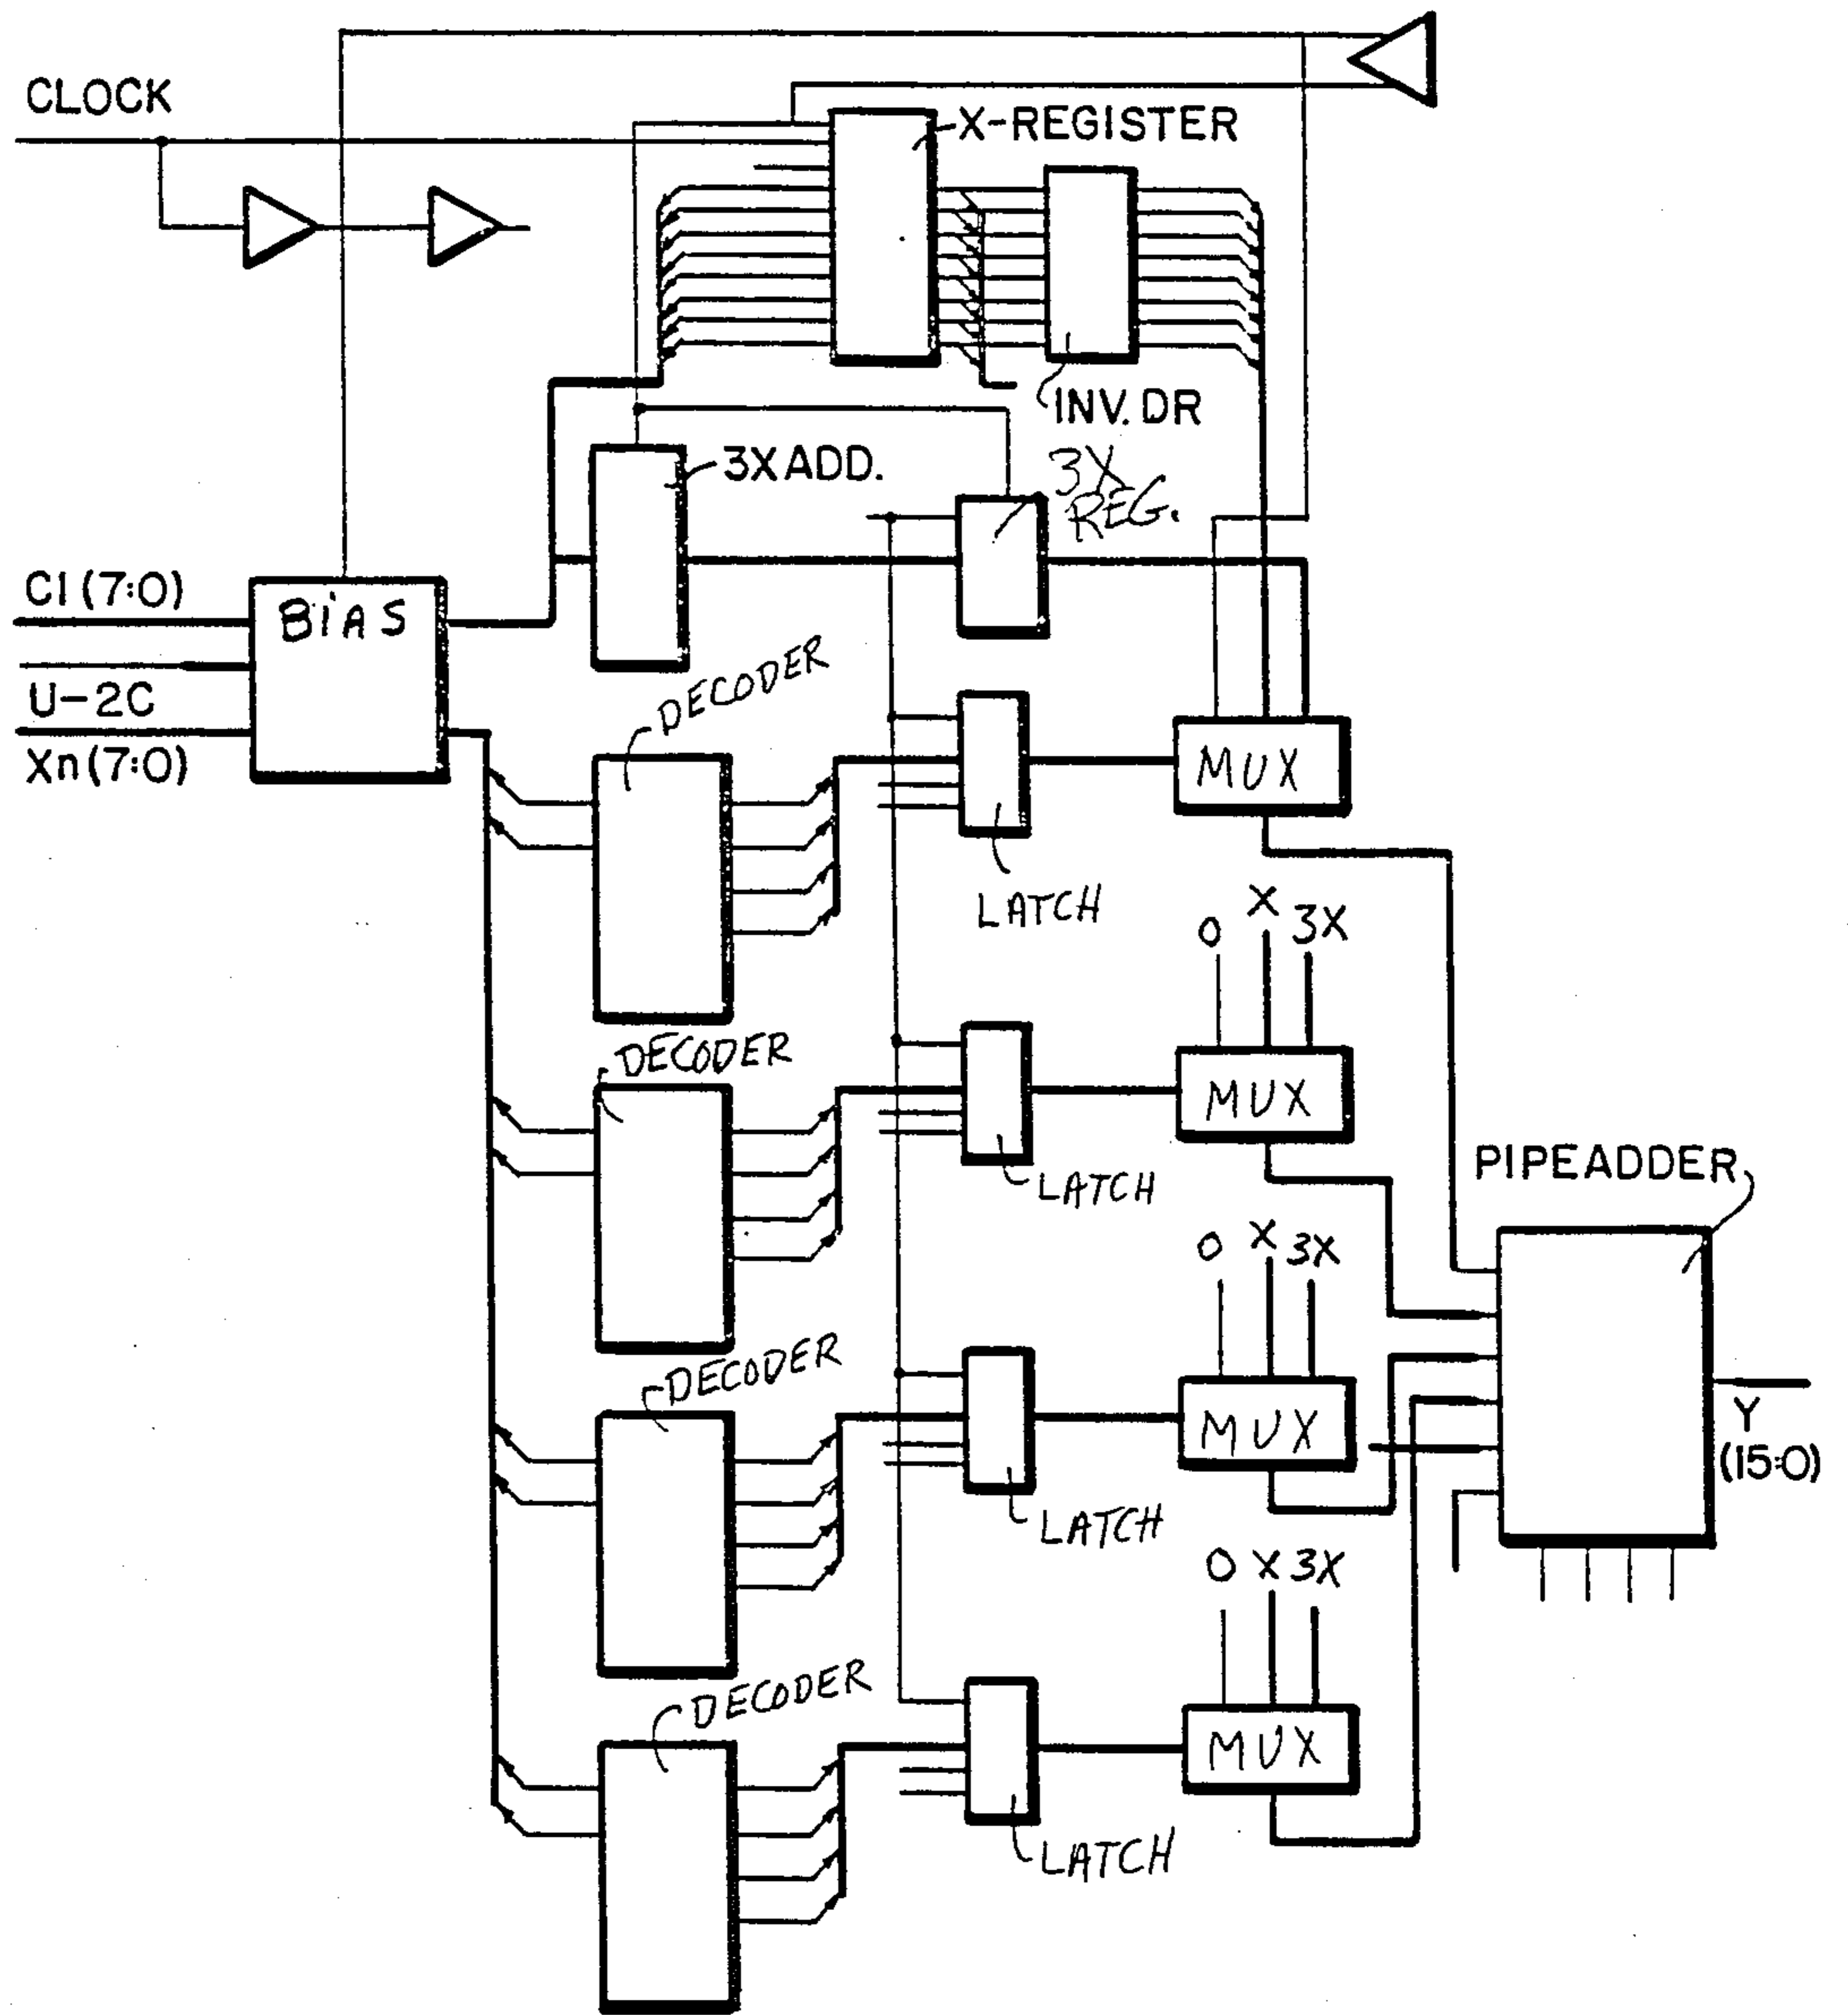 CLOCK
X-REGISTER
INV. DR
3X ADD.
3X
REG.
CI (7:0)
BiAS
U-2C
Xn (7:0)
DECODER
MUX
LATCH
0 X 3X
DECODER
MUX
LATCH
PIPEADDER
0 X 3X
DECODER
MUX
Y
(15:0)
LATCH
0 X 3X
DECODER
MUX
LATCH